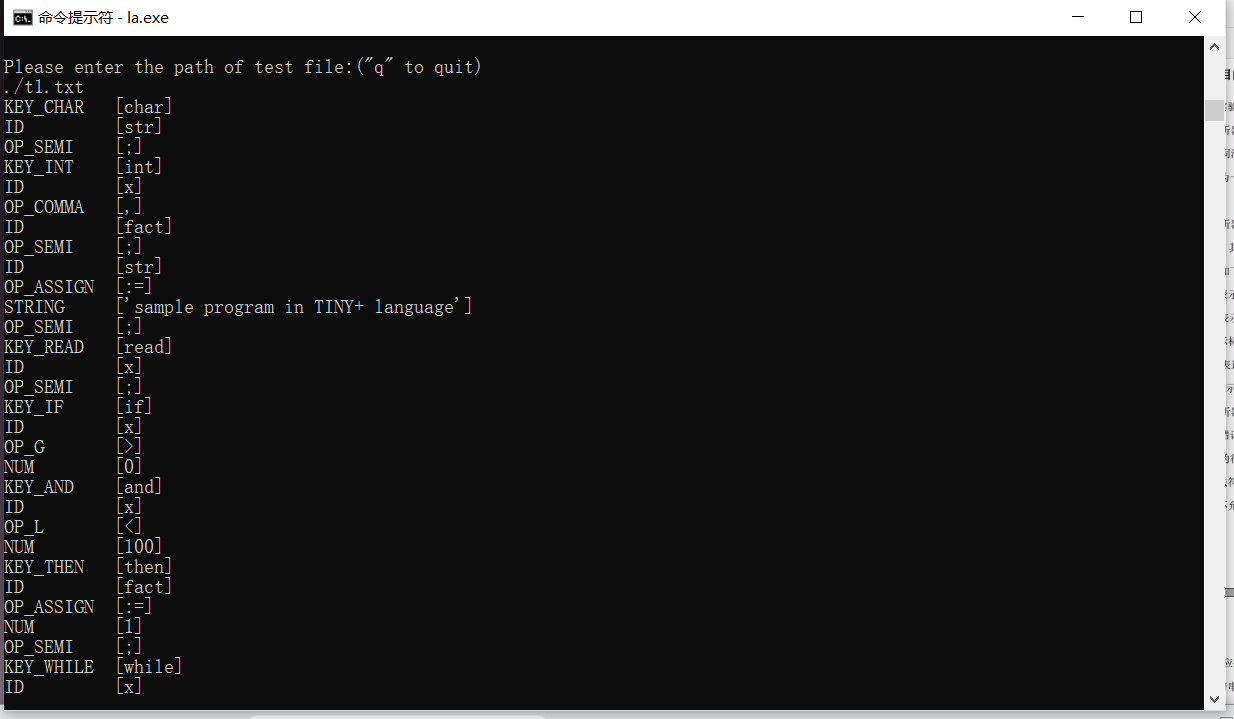 命令提示符 - la.exe
Please enter the path of test file:("q" to quit)
./t1.txt
KEY_CHAR [char]
ID [str]
OP_SEMI [;]
KEY_INT [int]
ID [x]
OP_COMMA [,]
ID [fact]
OP_SEMI [;]
ID [str]
OP_ASSIGN [:=]
STRING ['sample program in TINY+ language']
OP_SEMI [;]
KEY_READ [read]
ID [x]
OP_SEMI [;]
KEY_IF [if]
ID [x]
OP_G [>]
NUM [0]
KEY_AND [and]
ID [x]
OP_L [<]
NUM [100]
KEY_THEN [then]
ID [fact]
OP_ASSIGN [:=]
NUM [1]
OP_SEMI [;]
KEY_WHILE [while]
ID [x]